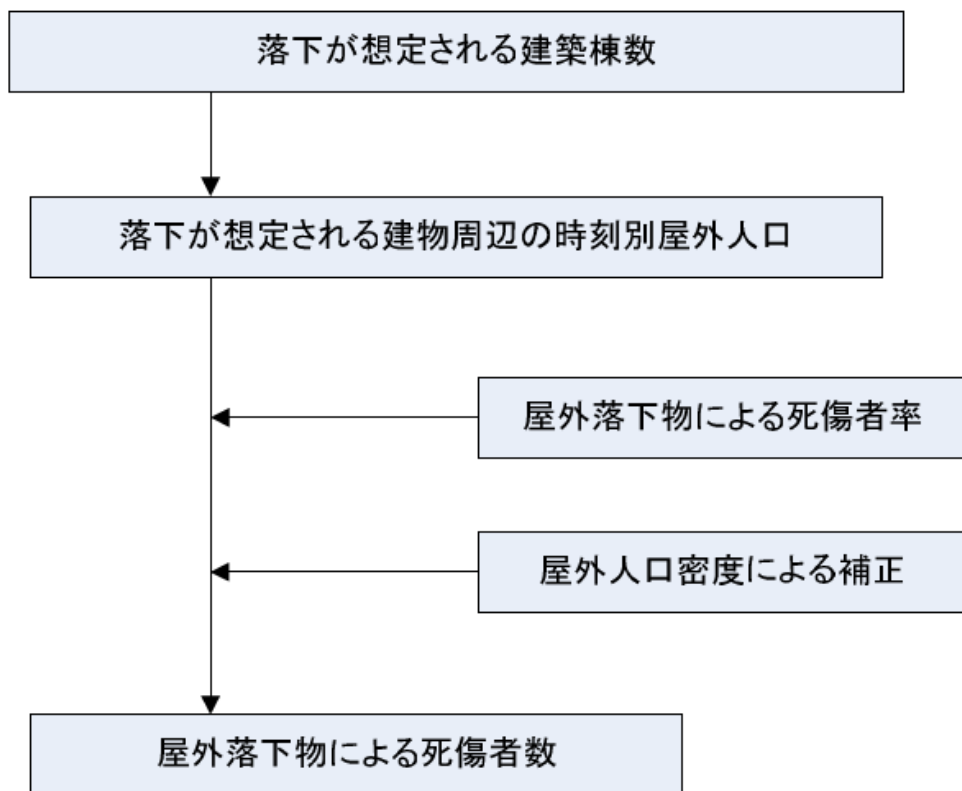 落下が想定される建築棟数
落下が想定される建物周辺の時刻別屋外人口
屋外落下物による死傷者率
屋外人口密度による補正
屋外落下物による死傷者数